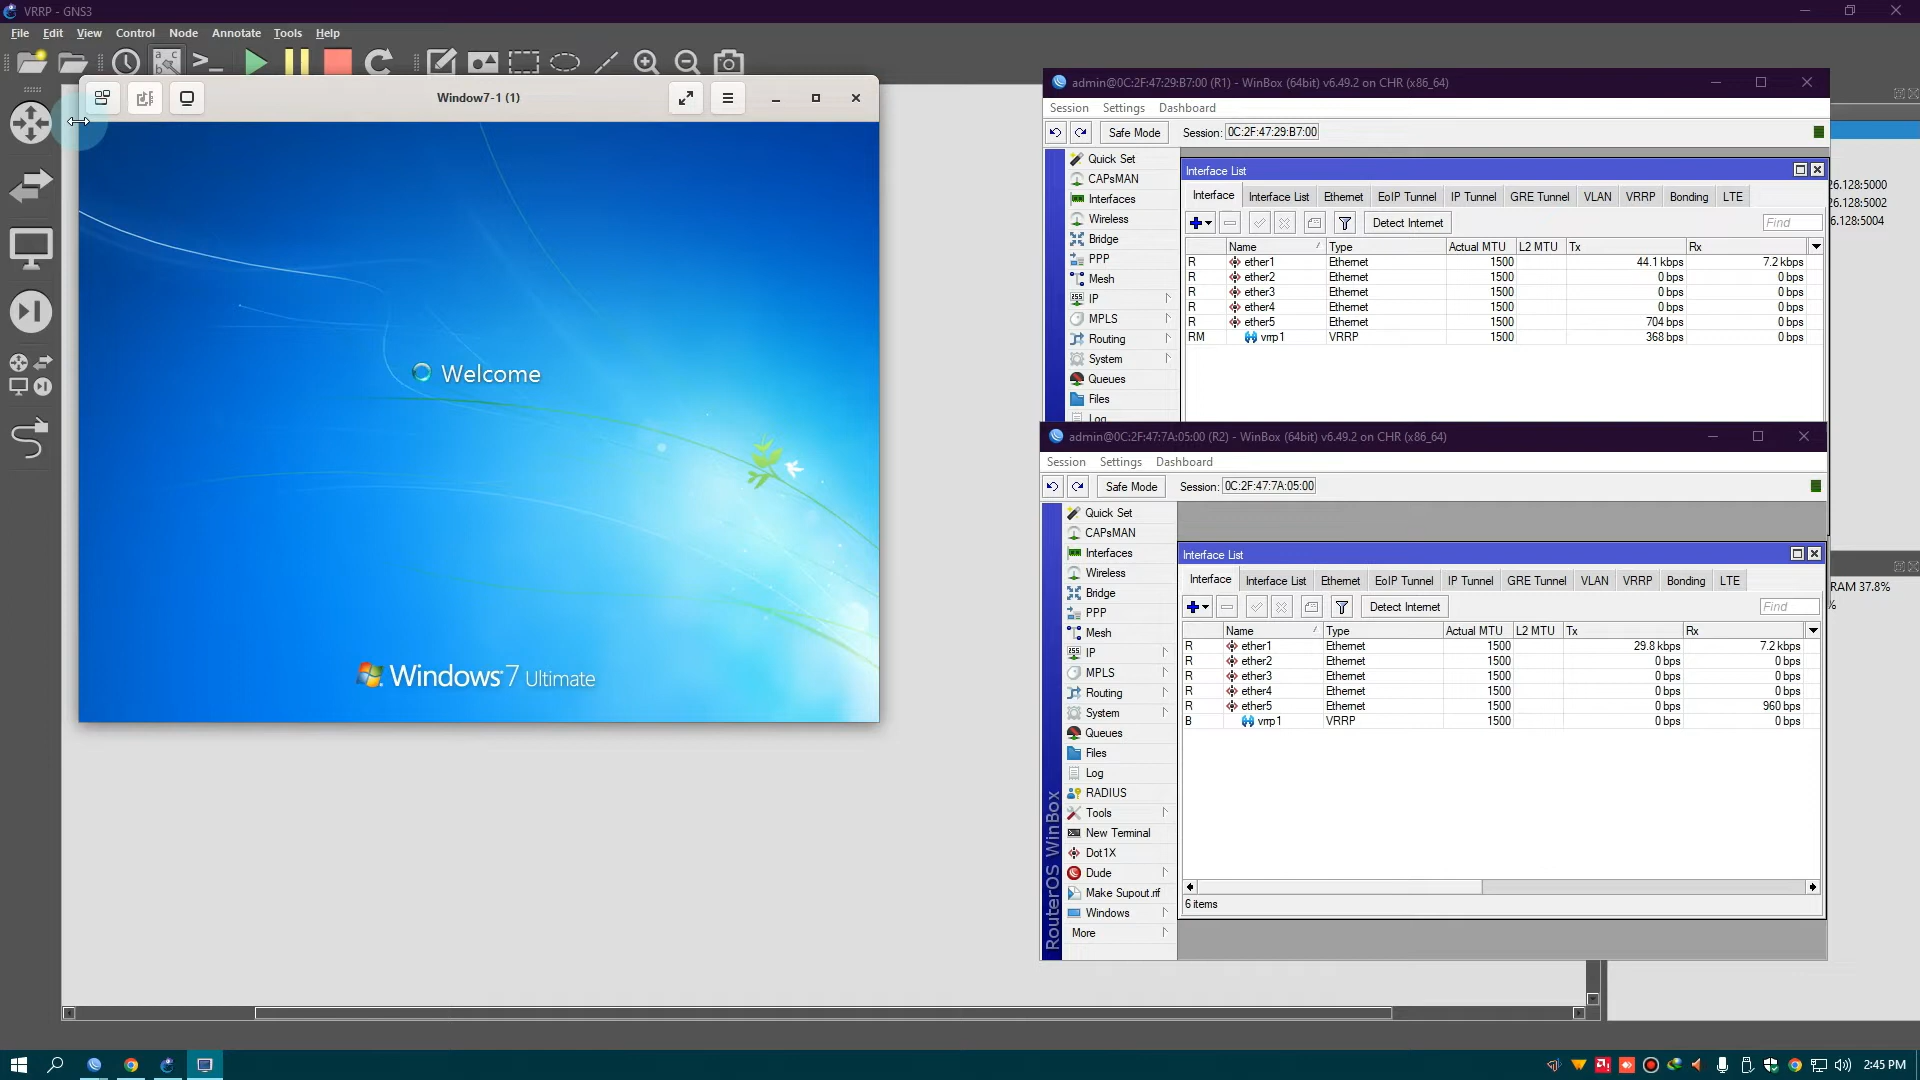 VRRP - GNS3
File Edit View Control Node Annotate Tools Help
Window7-1 (1)
Welcome
Windows 7 Ultimate
admin@0C:2F:47:29:B7:00 (R1) - WinBox (64bit) v6.49.2 on CHR (x86_64)
Session Settings Dashboard
Safe Mode Session: 0C:2F:47:29:B7:00
Quick Set
CAPsMAN
Interfaces
Wireless
Bridge
PPP
Mesh
IP
MPLS
Routing
System
Queues
Files
Log
Interface List
Interface Interface List Ethernet EoIP Tunnel IP Tunnel GRE Tunnel VLAN VRRP Bonding LTE
Detect Internet Find
Name Type Actual MTU L2 MTU Tx Rx
R ether1 Ethernet 1500 44.1 kbps 7.2 kbps
R ether2 Ethernet 1500 0 bps 0 bps
R ether3 Ethernet 1500 0 bps 0 bps
R ether4 Ethernet 1500 0 bps 0 bps
R ether5 Ethernet 1500 704 bps 0 bps
RM vrrp1 VRRP 1500 368 bps 0 bps
26.128:5000
26.128:5002
6.128:5004
admin@0C:2F:47:7A:05:00 (R2) - WinBox (64bit) v6.49.2 on CHR (x86_64)
Session Settings Dashboard
Safe Mode Session: 0C:2F:47:7A:05:00
Quick Set
CAPsMAN
Interfaces
Wireless
Bridge
PPP
Mesh
IP
MPLS
Routing
System
Queues
Files
Log
RADIUS
Tools
New Terminal
Dot1X
Dude
Make Supout.rif
Windows
More
RouterOS WinBox
Interface List
Interface Interface List Ethernet EoIP Tunnel IP Tunnel GRE Tunnel VLAN VRRP Bonding LTE
Detect Internet Find
Name Type Actual MTU L2 MTU Tx Rx
R ether1 Ethernet 1500 29.8 kbps 7.2 kbps
R ether2 Ethernet 1500 0 bps 0 bps
R ether3 Ethernet 1500 0 bps 0 bps
R ether4 Ethernet 1500 0 bps 0 bps
R ether5 Ethernet 1500 0 bps 960 bps
B vrrp1 VRRP 1500 0 bps 0 bps
6 items
RAM 37.8%
%
2:45 PM